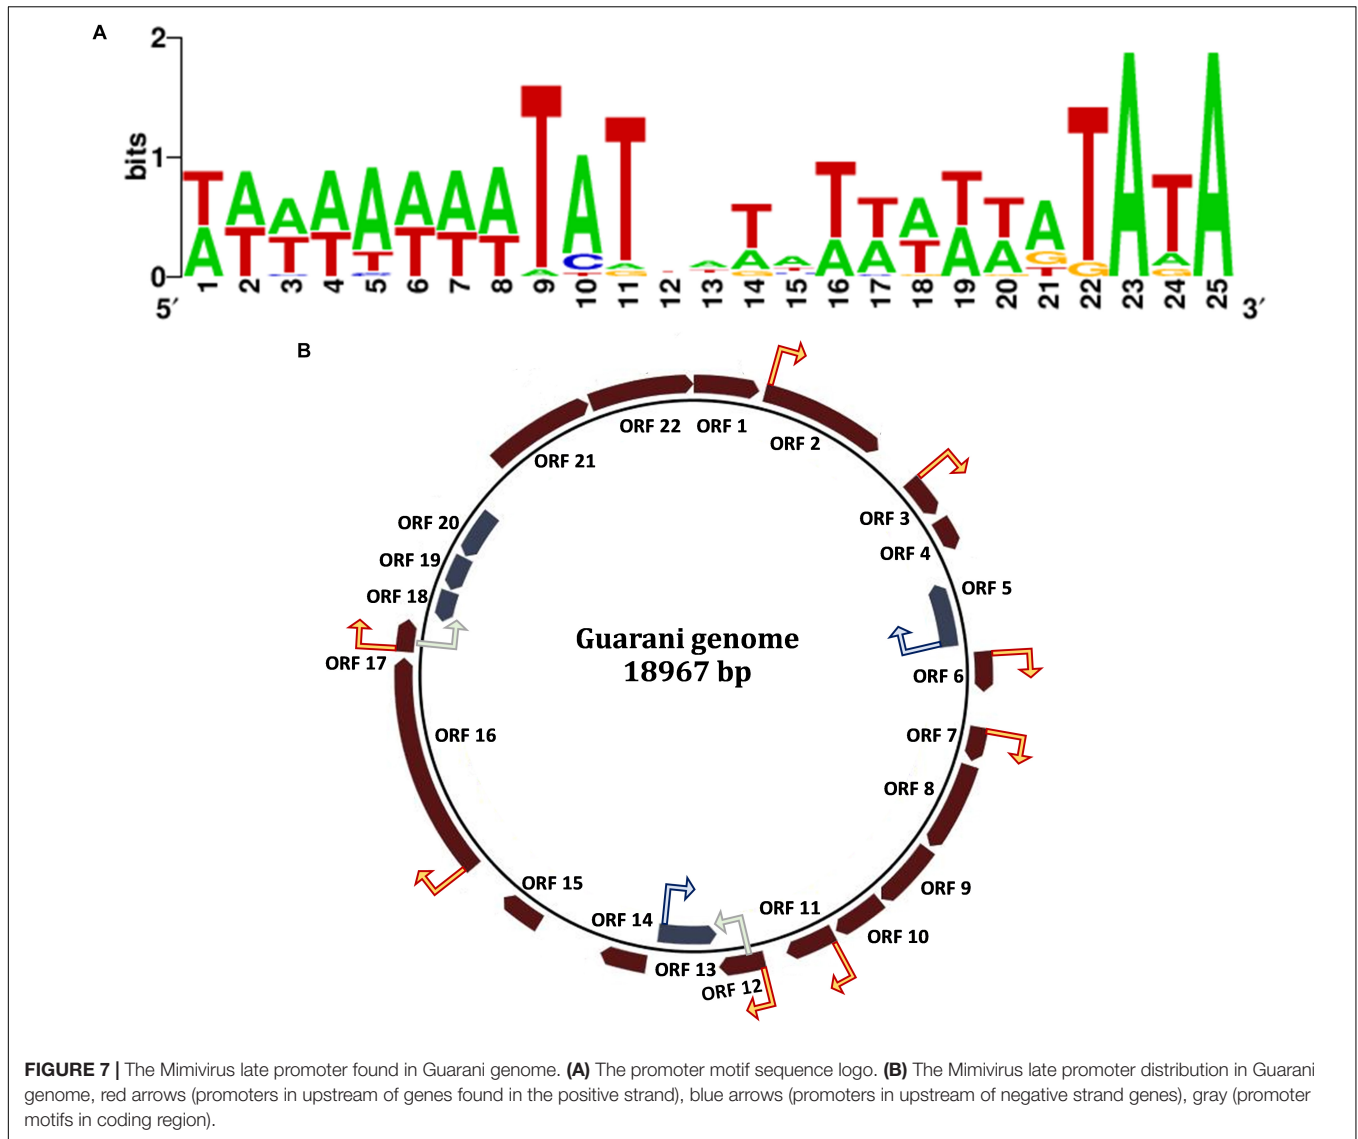 A
2
bits
1
0
5′
1 2 3 4 5 6 7 8 9 10 11 12 13 14 15 16 17 18 19 20 21 22 23 24 25
3′
B
ORF 22 ORF 1
ORF 2
ORF 21
ORF 3
ORF 20
ORF 4
ORF 19
ORF 5
ORF 18
Guarani genome
18967 bp
ORF 17
ORF 6
ORF 16
ORF 7
ORF 8
ORF 15
ORF 9
ORF 11
ORF 14
ORF 10
ORF 13
ORF 12
FIGURE 7 | The Mimivirus late promoter found in Guarani genome. (A) The promoter motif sequence logo. (B) The Mimivirus late promoter distribution in Guarani
genome, red arrows (promoters in upstream of genes found in the positive strand), blue arrows (promoters in upstream of negative strand genes), gray (promoter
motifs in coding region).